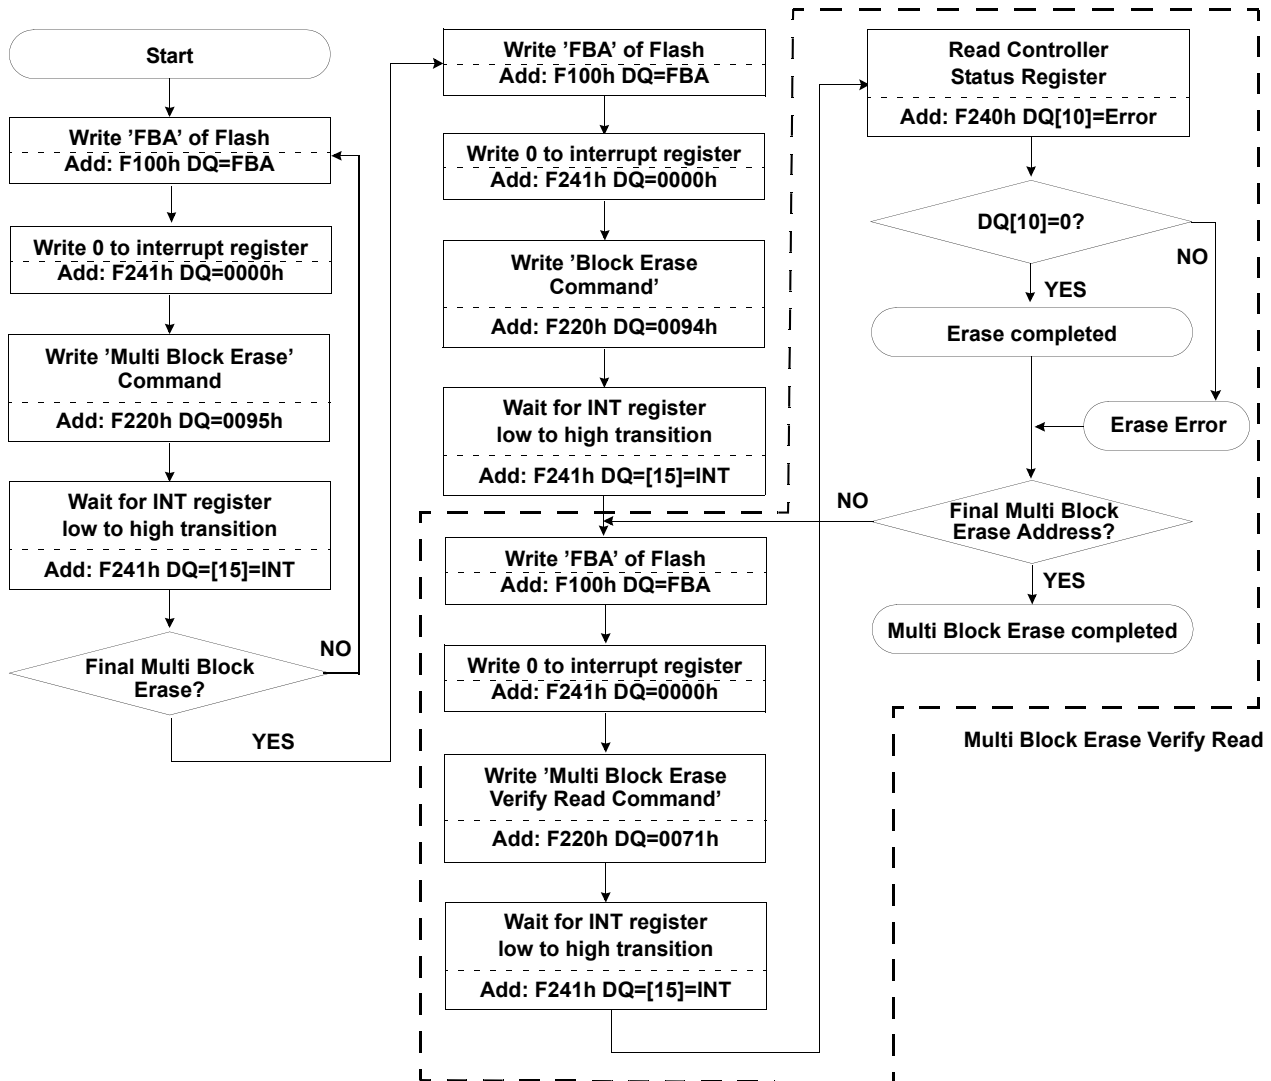 Start
Write ’FBA’ of Flash
Add: F100h DQ=FBA
Write 0 to interrupt register
Add: F241h DQ=0000h
Write ’Multi Block Erase’
Command
Add: F220h DQ=0095h
Wait for INT register
low to high transition
Add: F241h DQ=[15]=INT
Final Multi Block
Erase?
NO
YES
Write 'FBA' of Flash
Add: F100h DQ=FBA
Write 0 to interrupt register
Add: F241h DQ=0000h
Write 'Block Erase
Command’
Add: F220h DQ=0094h
Wait for INT register
low to high transition
Add: F241h DQ=[15]=INT
Write 'FBA' of Flash
Add: F100h DQ=FBA
Write 0 to interrupt register
Add: F241h DQ=0000h
Write ’Multi Block Erase
Verify Read Command’
Add: F220h DQ=0071h
Wait for INT register
low to high transition
Add: F241h DQ=[15]=INT
Read Controller
Status Register
Add: F240h DQ[10]=Error
DQ[10]=0?
NO
YES
Erase completed
Erase Error
NO
Final Multi Block
Erase Address?
YES
Multi Block Erase completed
Multi Block Erase Verify Read